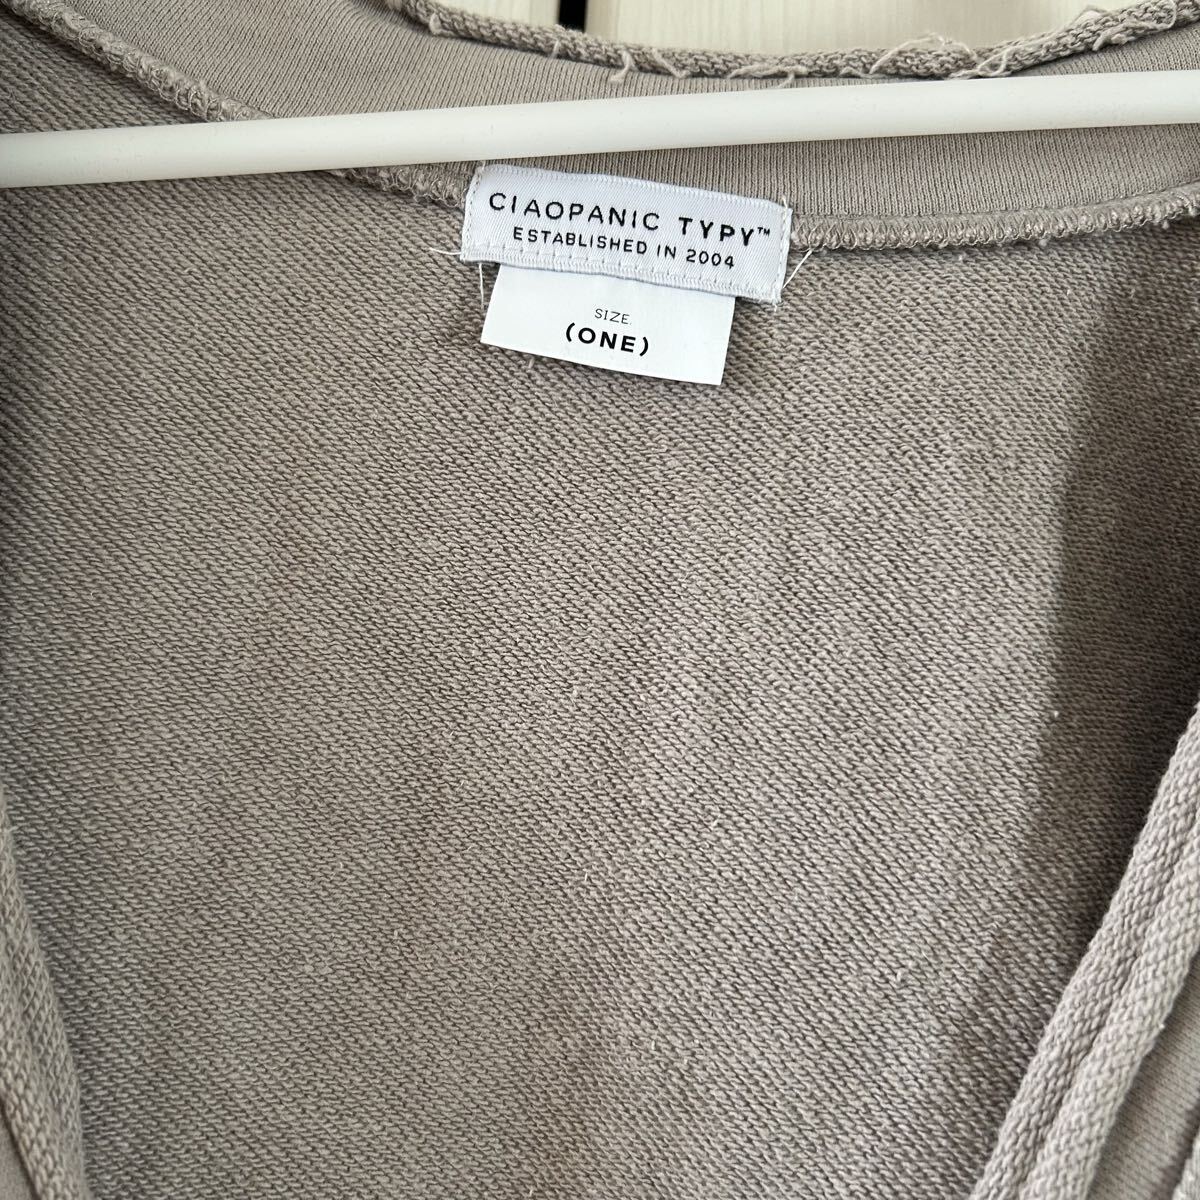 CIAOPANIC TYPY™
ESTABLISHED IN 2004
SIZE.
(ONE)